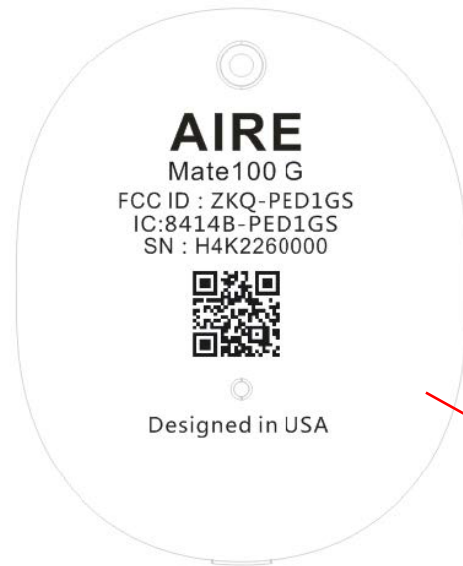 AIRE
Mate100 G
FCC ID : ZKQ-PED1GS
IC:8414B-PED1GS
SN : H4K2260000
Designed in USA